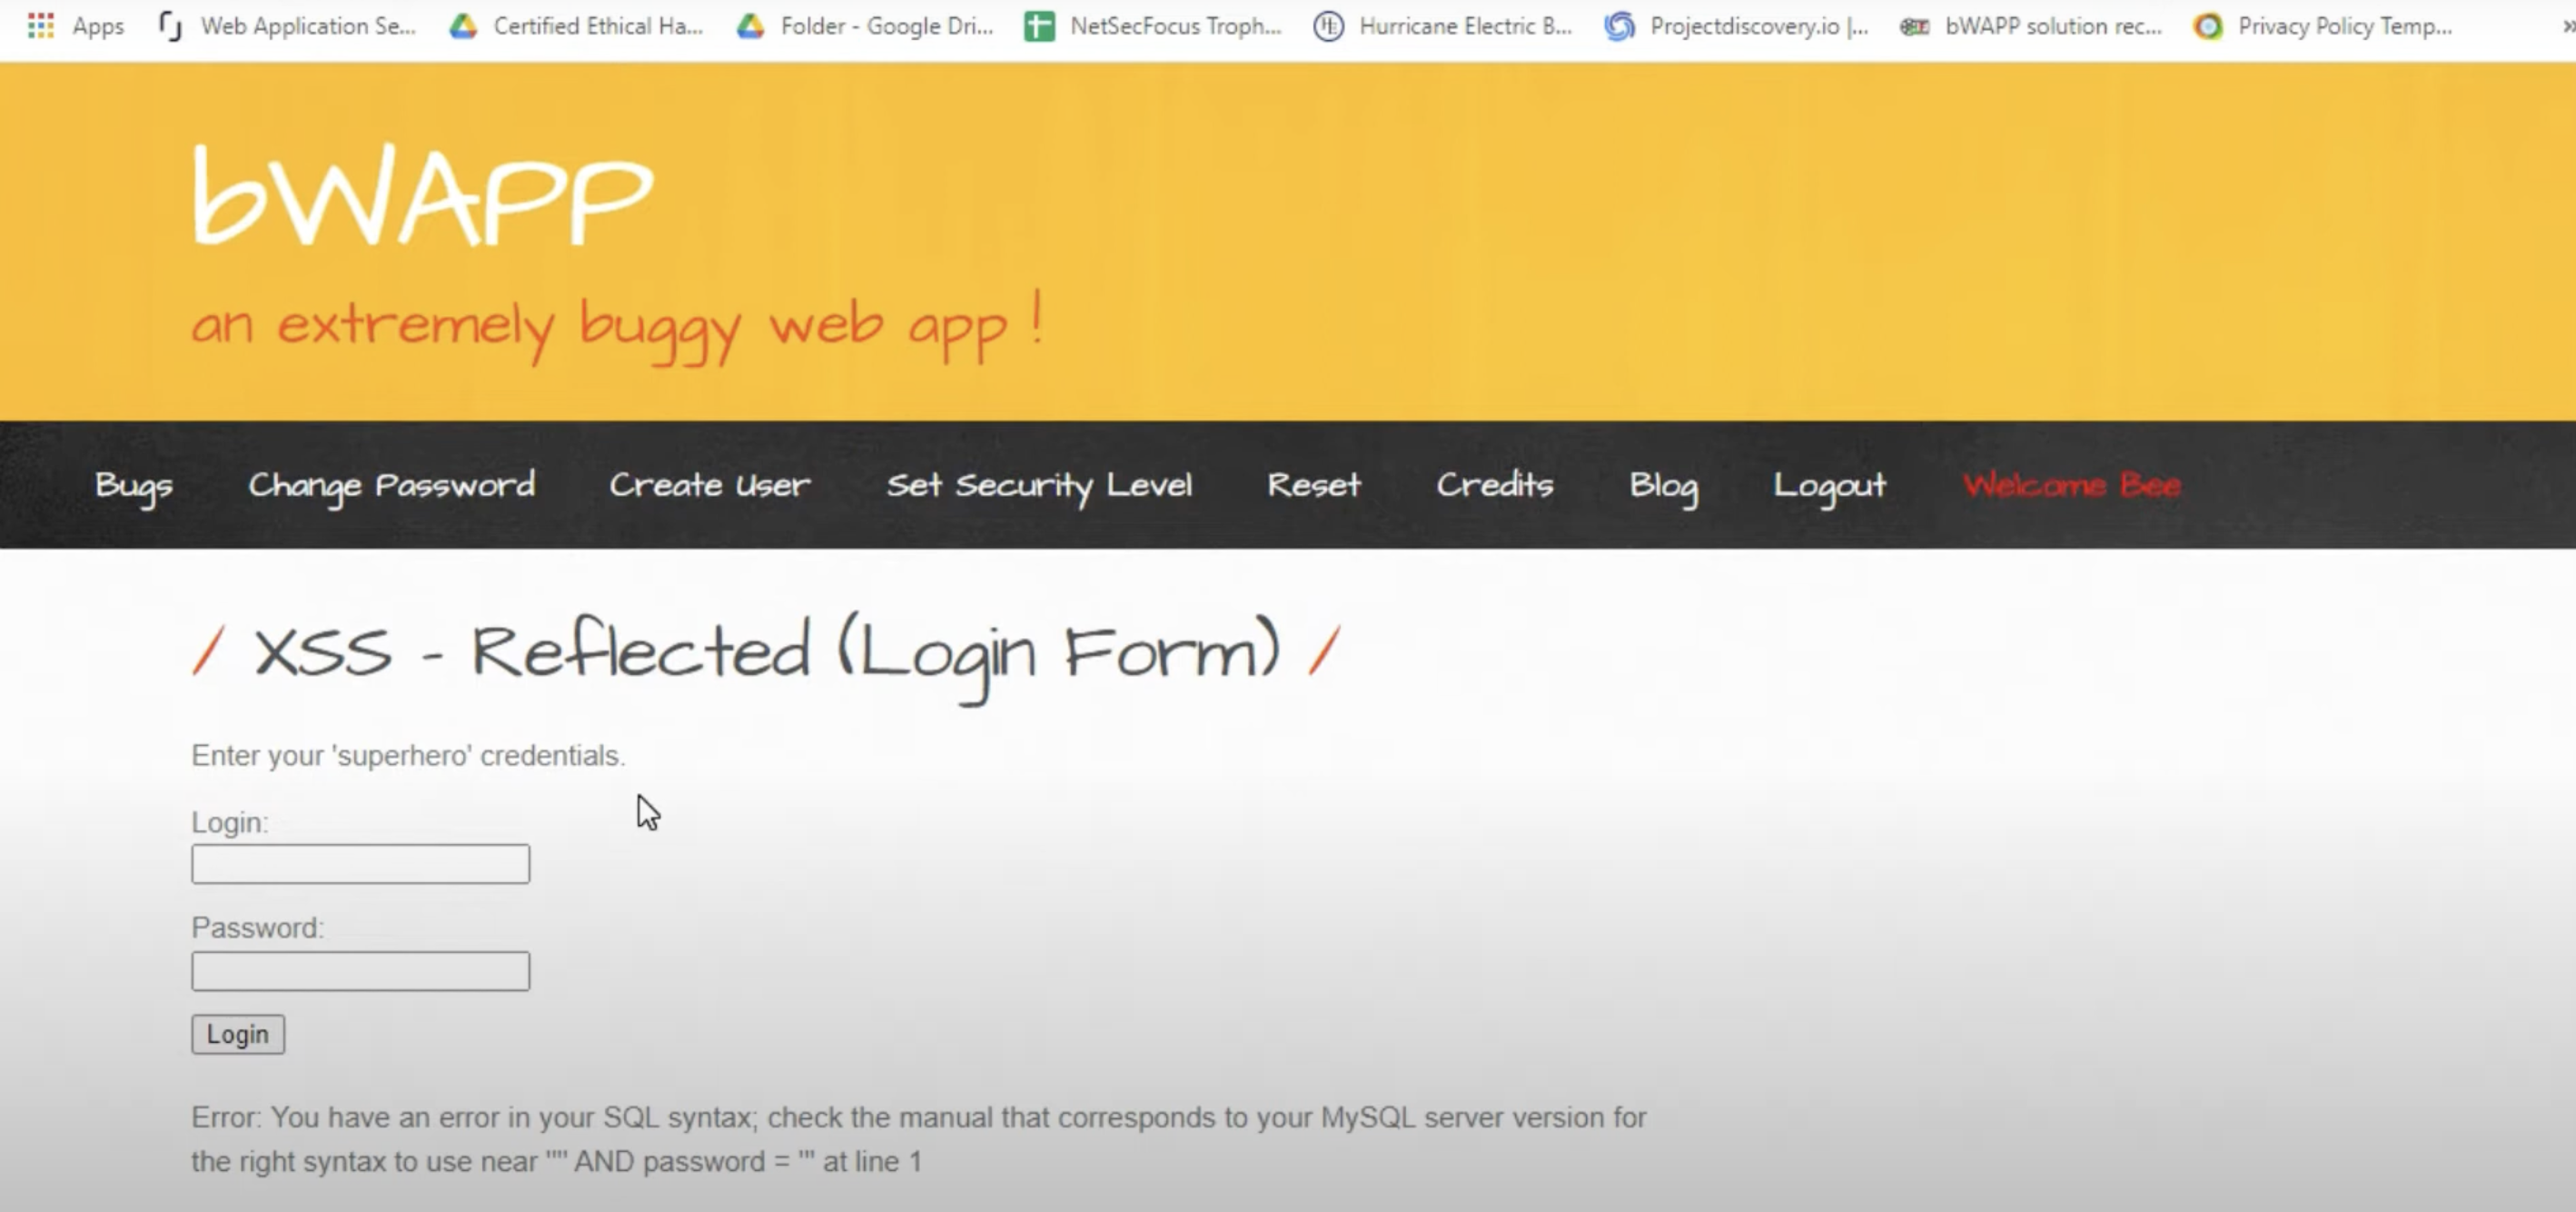 Apps Web Application Se... Certified Ethical Ha... Folder - Google Dri... NetSecFocus Troph... Hurricane Electric B... Projectdiscovery.io |... bWAPP solution rec... Privacy Policy Temp... »
bWAPP
an extremely buggy web app !
Bugs Change Password Create User Set Security Level Reset Credits Blog Logout Welcome Bee
/ XSS - Reflected (Login Form) /
Enter your 'superhero' credentials.
Login:
Password:
Login
Error: You have an error in your SQL syntax; check the manual that corresponds to your MySQL server version for
the right syntax to use near '''' AND password = ''' at line 1